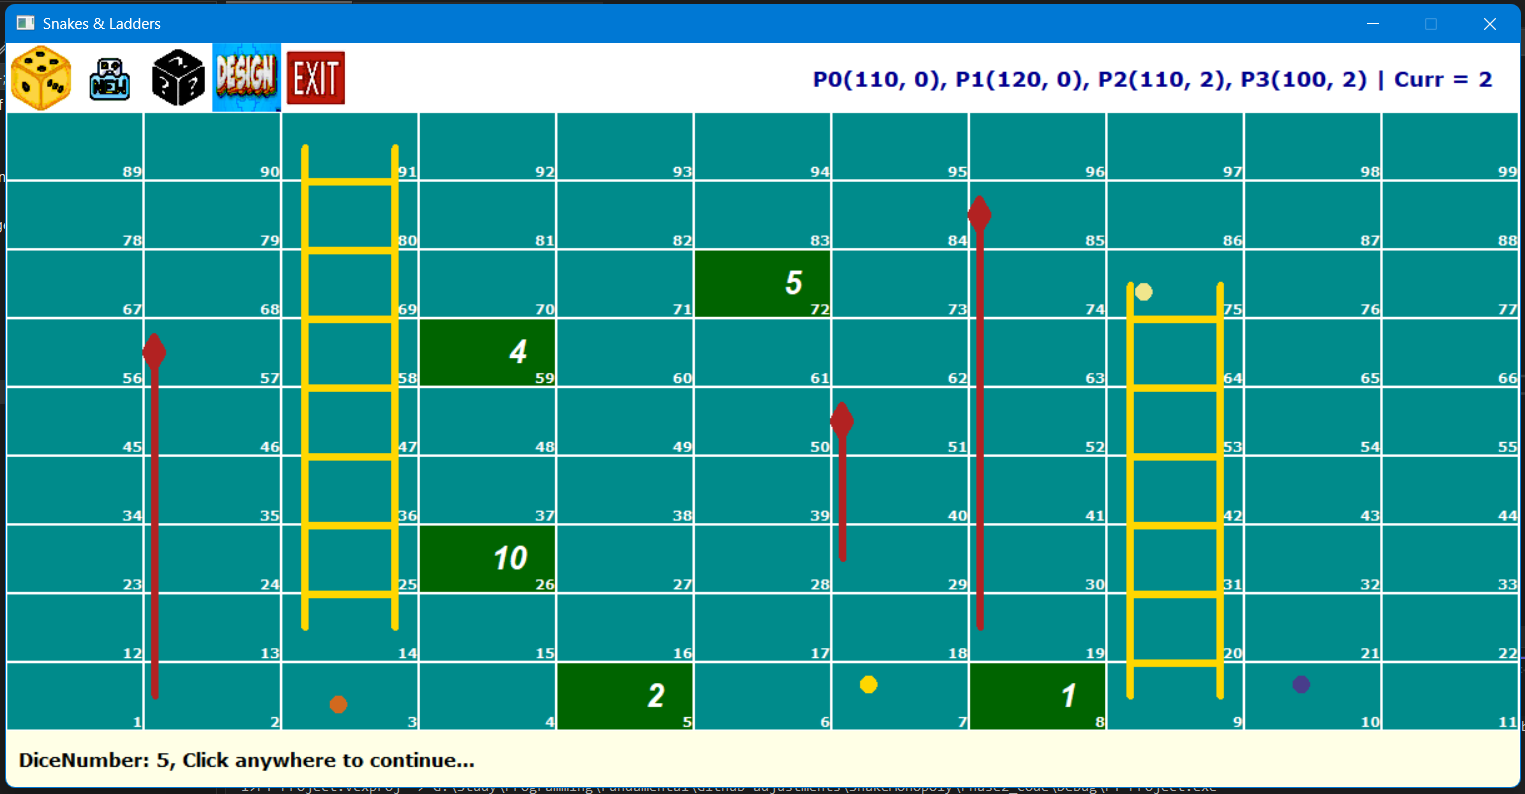 Snakes & Ladders
NEW ? ? ? DESIGN EXIT P0(110, 0), P1(120, 0), P2(110, 2), P3(100, 2) | Curr = 2
89 90 91 92 93 94 95 96 97 98 99
78 79 80 81 82 83 84 85 86 87 88
5
67 68 69 70 71 72 73 74 75 76 77
4
56 57 58 59 60 61 62 63 64 65 66
45 46 47 48 49 50 51 52 53 54 55
34 35 36 37 38 39 40 41 42 43 44
10
23 24 25 26 27 28 29 30 31 32 33
12 13 14 15 16 17 18 19 20 21 22
2 1
1 2 3 4 5 6 7 8 9 10 11
DiceNumber: 5, Click anywhere to continue...